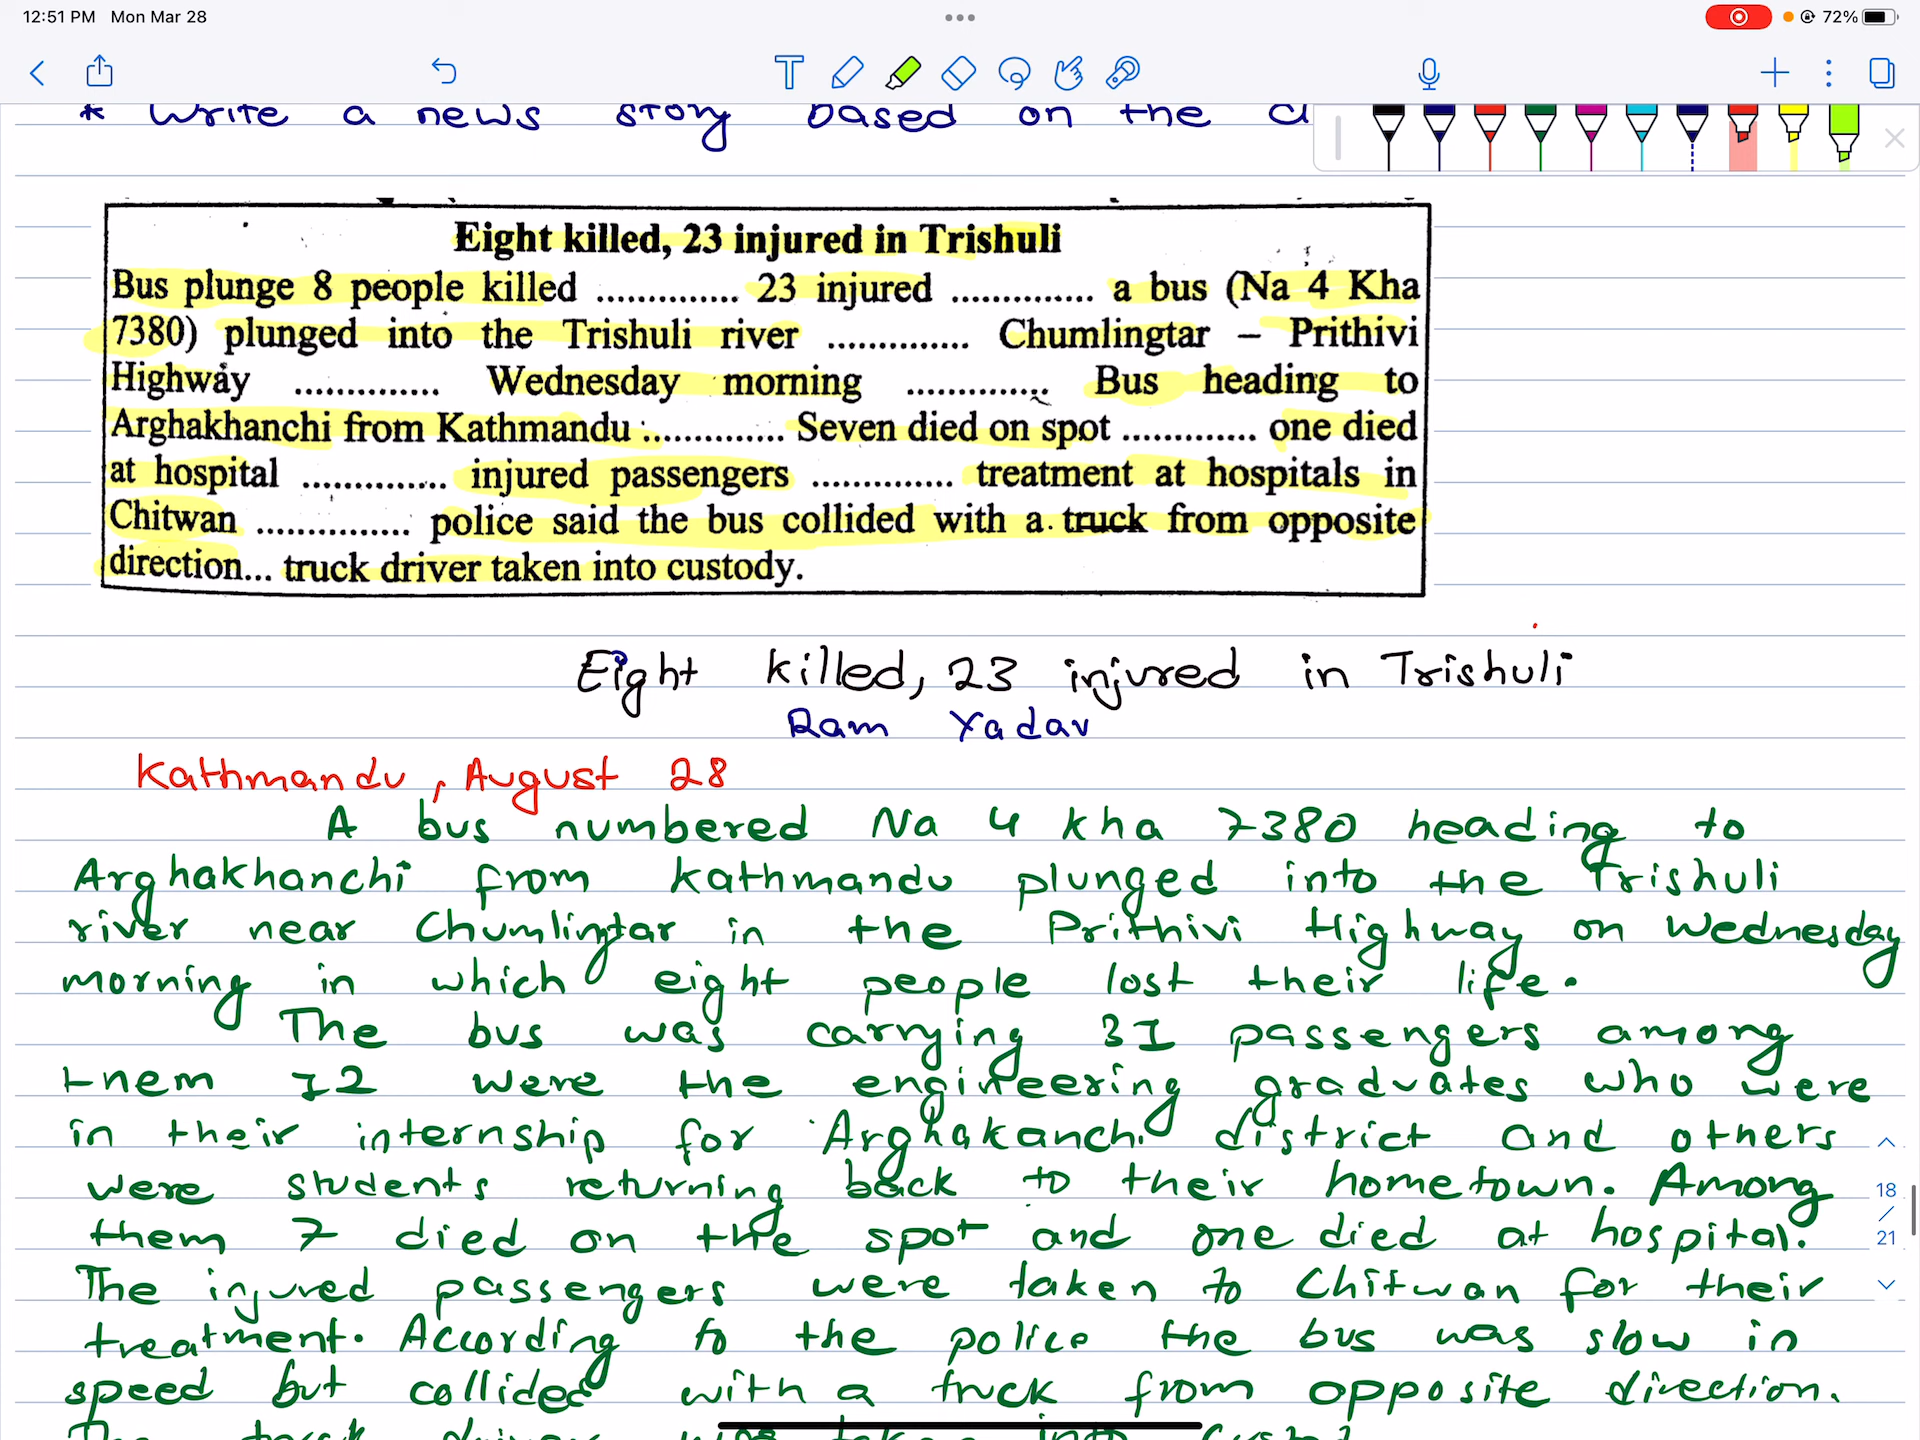 12:51 PM Mon Mar 28
72%
* Write a news story based on the
Eight killed, 23 injured in Trishuli
Bus plunge 8 people killed .............. 23 injured .............. a bus (Na 4 Kha
7380) plunged into the Trishuli river .............. Chumlingtar – Prithivi
Highway .............. Wednesday morning .............. Bus heading to
Arghakhanchi from Kathmandu .............. Seven died on spot ............. one died
at hospital .............. injured passengers .............. treatment at hospitals in
Chitwan ............... police said the bus collided with a truck from opposite
direction... truck driver taken into custody.
Eight killed, 23 injured in Trishuli
Ram Yadav
Kathmandu, August 28
A bus numbered Na 4 kha 7380 heading to
Arghakhanchi from Kathmandu plunged into the Trishuli
river near Chumlingtar in the Prithivi Highway on Wednesday
morning in which eight people lost their life.
The bus was carrying 31 passengers among
them 12 were the engineering graduates who were
in their internship for Arghakanchi district and others
were students returning back to their hometown. Among
them 7 died on the spot and one died at hospital.
The injured passengers were taken to Chitwan for their
treatment. According to the police the bus was slow in
speed but collided with a truck from opposite direction.
The truck driver was taken into
18
/
21